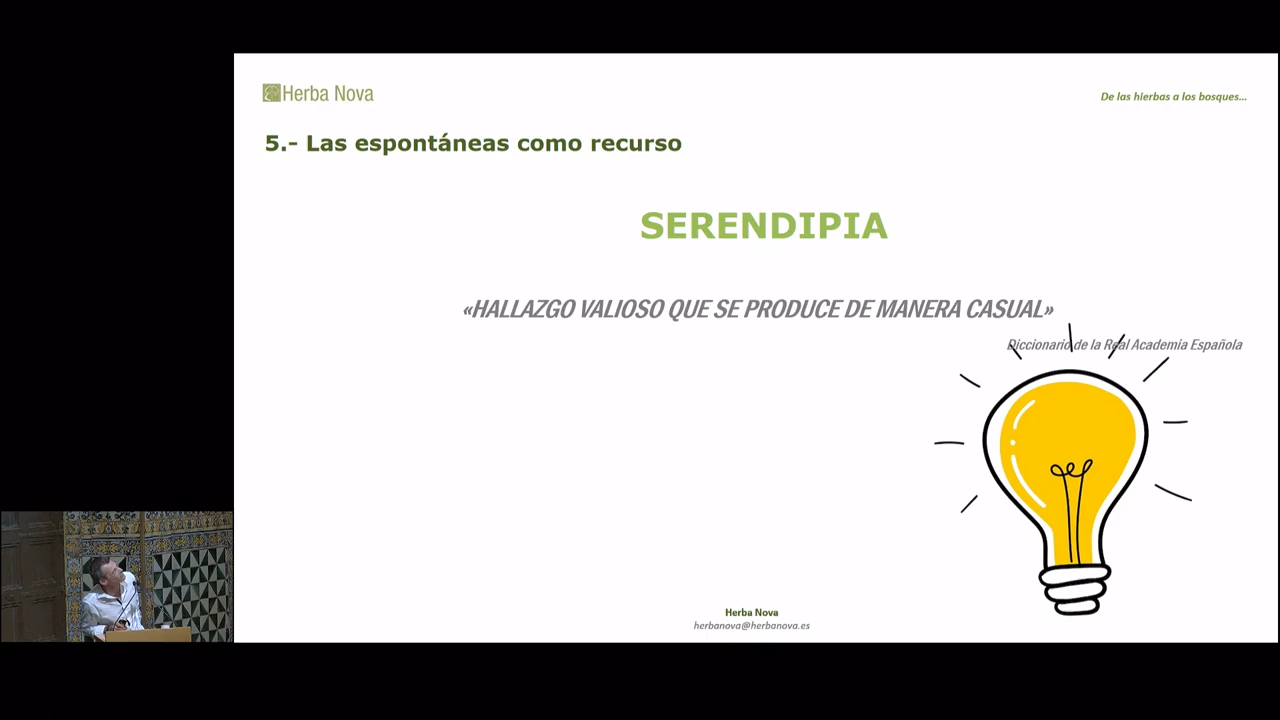 Herba Nova
De las hierbas a los bosques...
5.- Las espontáneas como recurso
SERENDIPIA
«HALLAZGO VALIOSO QUE SE PRODUCE DE MANERA CASUAL»
Diccionario de la Real Academia Española
Herba Nova
herbanova@herbanova.es